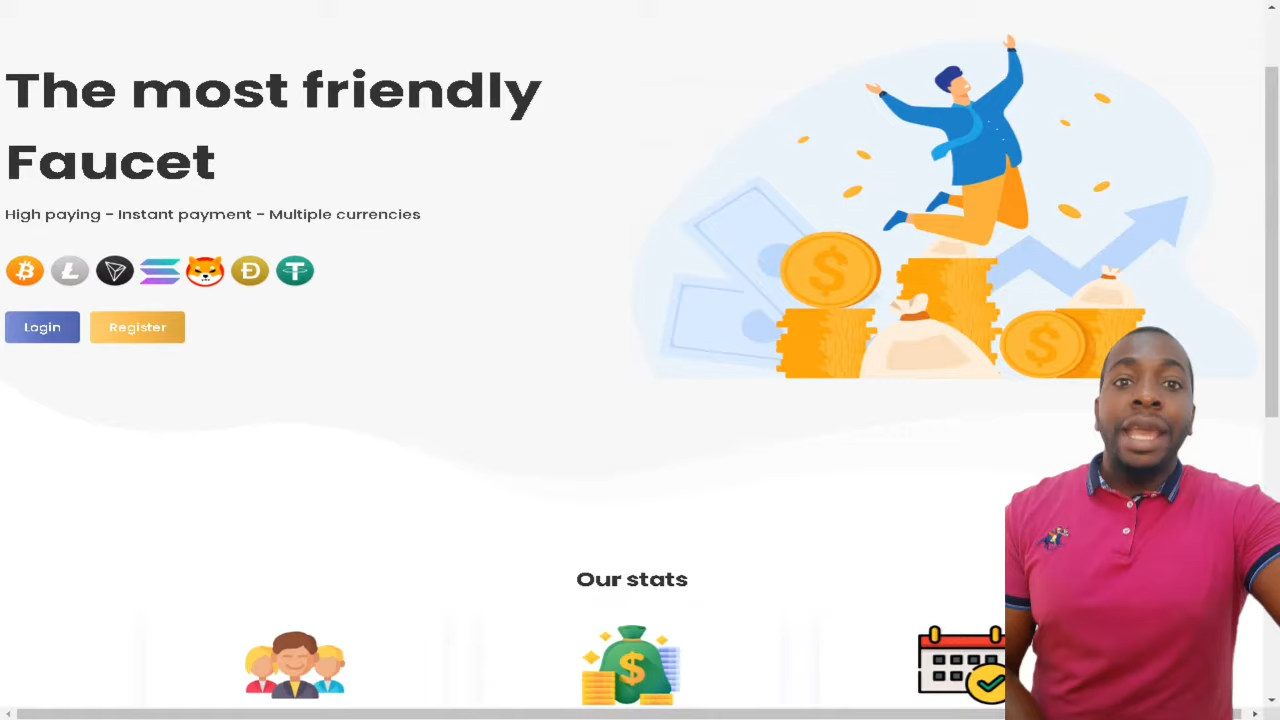 The most friendly
Faucet
High paying - Instant payment - Multiple currencies
Login
Register
Our stats